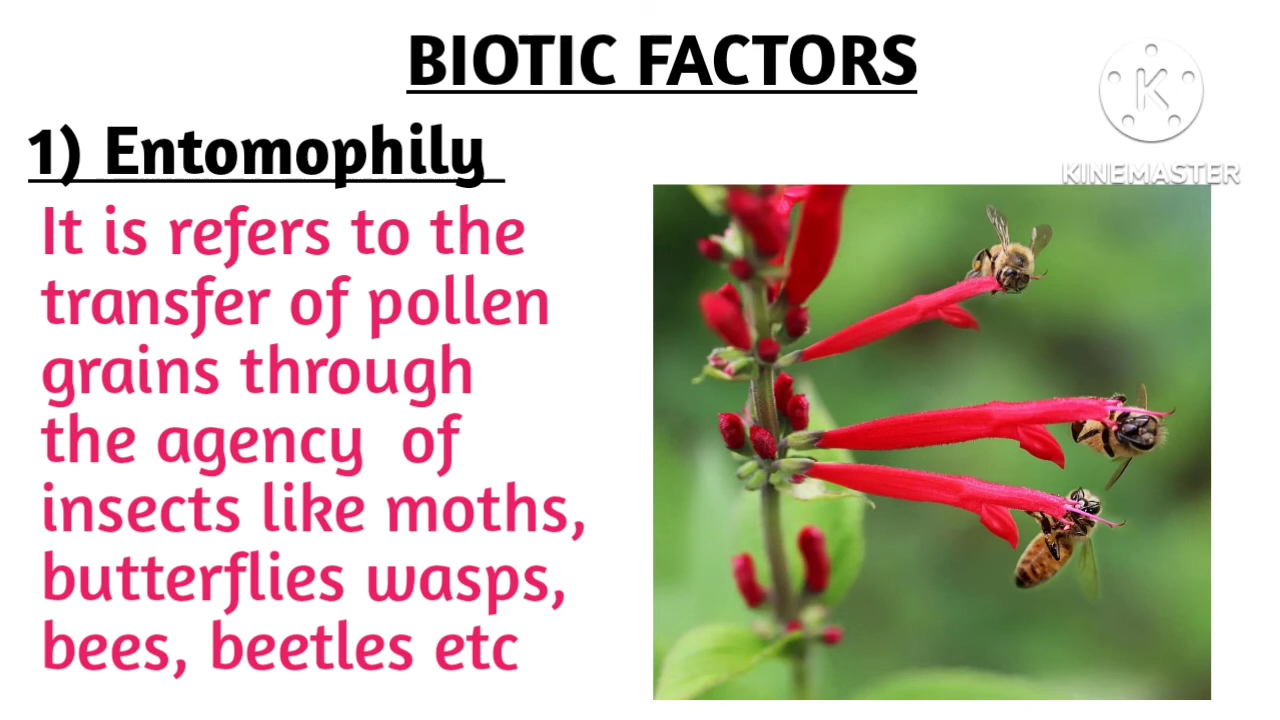 BIOTIC FACTORS
K
KINEMASTER
1) Entomophily
It is refers to the
transfer of pollen
grains through
the agency of
insects like moths,
butterflies wasps,
bees, beetles etc